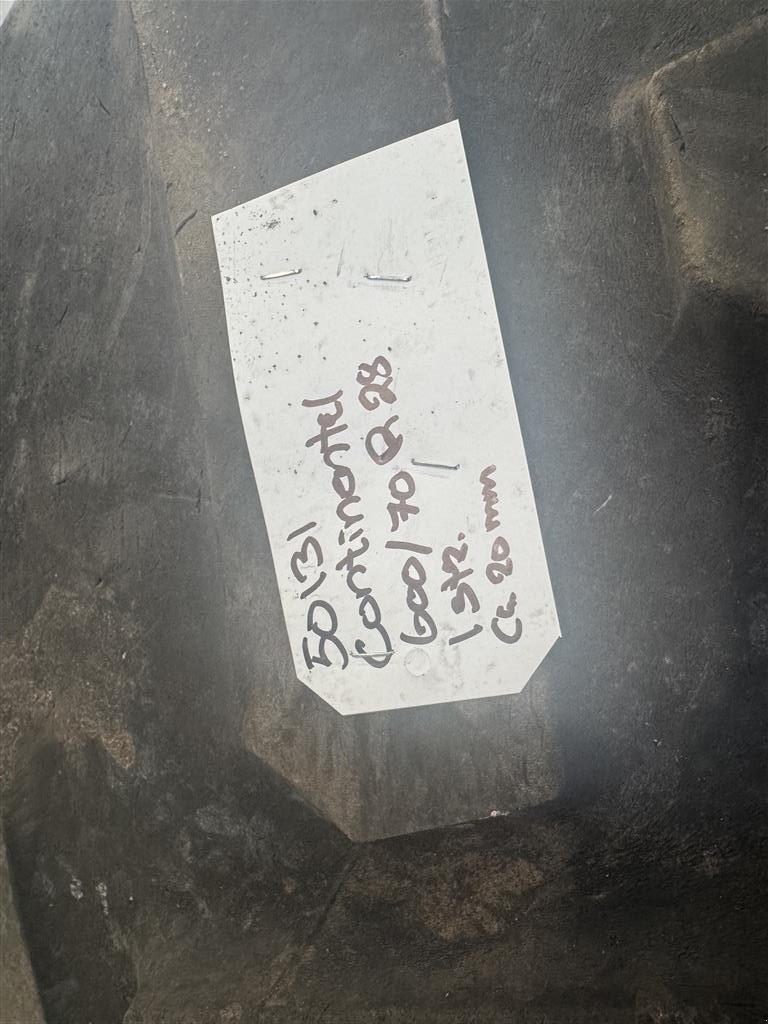 50131
Continental
600/70 R 28
1 stk.
Ca. 20 mm